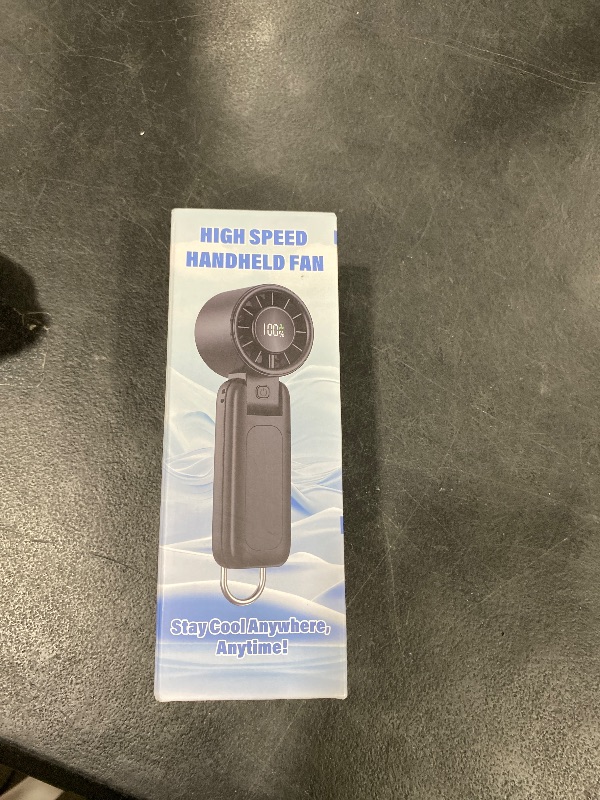 HIGH SPEED
HANDHELD FAN
100%
Stay Cool Anywhere,
Anytime!